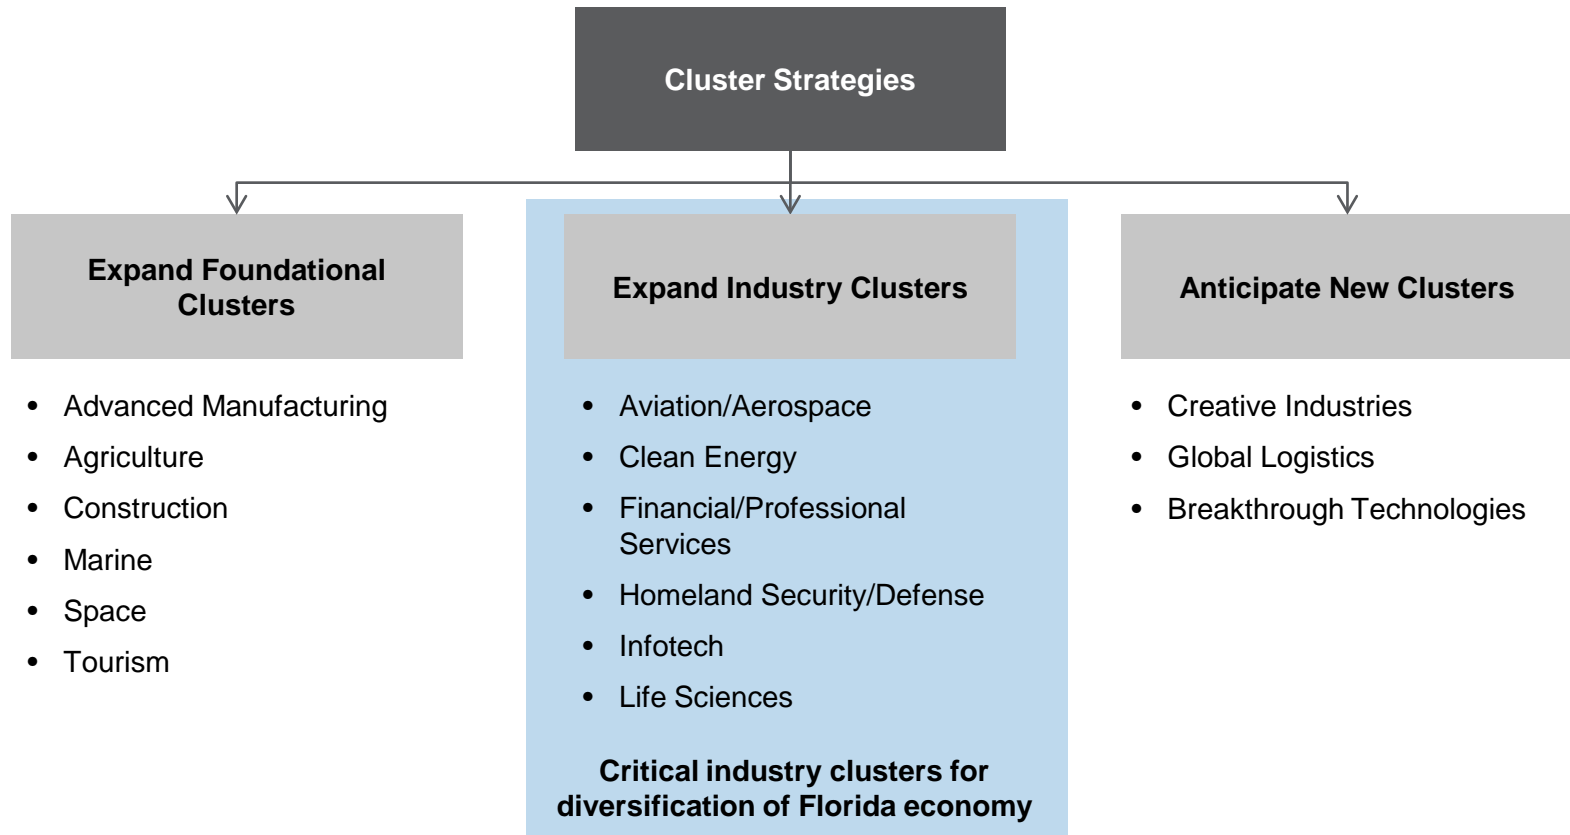 Cluster Strategies
Expand Foundational
Clusters
• Advanced Manufacturing
• Agriculture
• Construction
• Marine
• Space
• Tourism
Expand Industry Clusters
• Aviation/Aerospace
• Clean Energy
• Financial/Professional
Services
• Homeland Security/Defense
• Infotech
• Life Sciences
Critical industry clusters for
diversification of Florida economy
Anticipate New Clusters
• Creative Industries
• Global Logistics
• Breakthrough Technologies